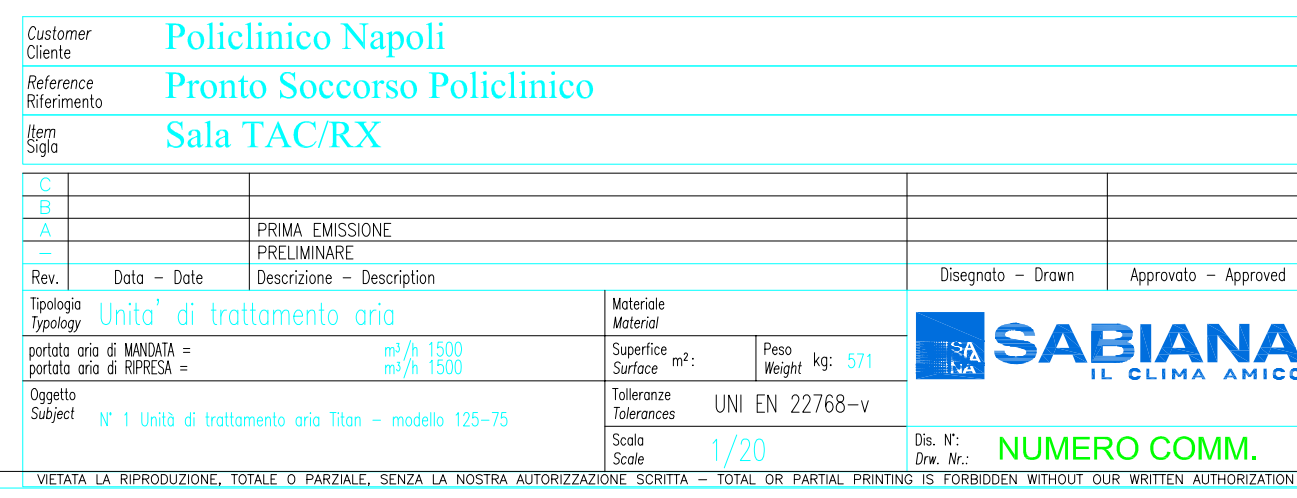 Customer
Cliente
Policlinico Napoli
Reference
Riferimento
Pronto Soccorso Policlinico
Item
Sigla
Sala TAC/RX
C
B
A PRIMA EMISSIONE
– PRELIMINARE
Rev. Data – Date Descrizione – Description Disegnato – Drawn Approvato – Approved
Tipologia
Typology
Unita' di trattamento aria
Materiale
Material
SABIANA
IL CLIMA AMICO
portata aria di MANDATA = m³/h 1500
portata aria di RIPRESA = m³/h 1500
Superfice
Surface
m²:
Peso
Weight
kg: 571
Oggetto
Subject
N° 1 Unità di trattamento aria Titan – modello 125–75
Tolleranze
Tolerances
UNI EN 22768–v
Scala
Scale
1/20
Dis. N°:
Drw. Nr.:
NUMERO COMM.
VIETATA LA RIPRODUZIONE, TOTALE O PARZIALE, SENZA LA NOSTRA AUTORIZZAZIONE SCRITTA – TOTAL OR PARTIAL PRINTING IS FORBIDDEN WITHOUT OUR WRITTEN AUTHORIZATION